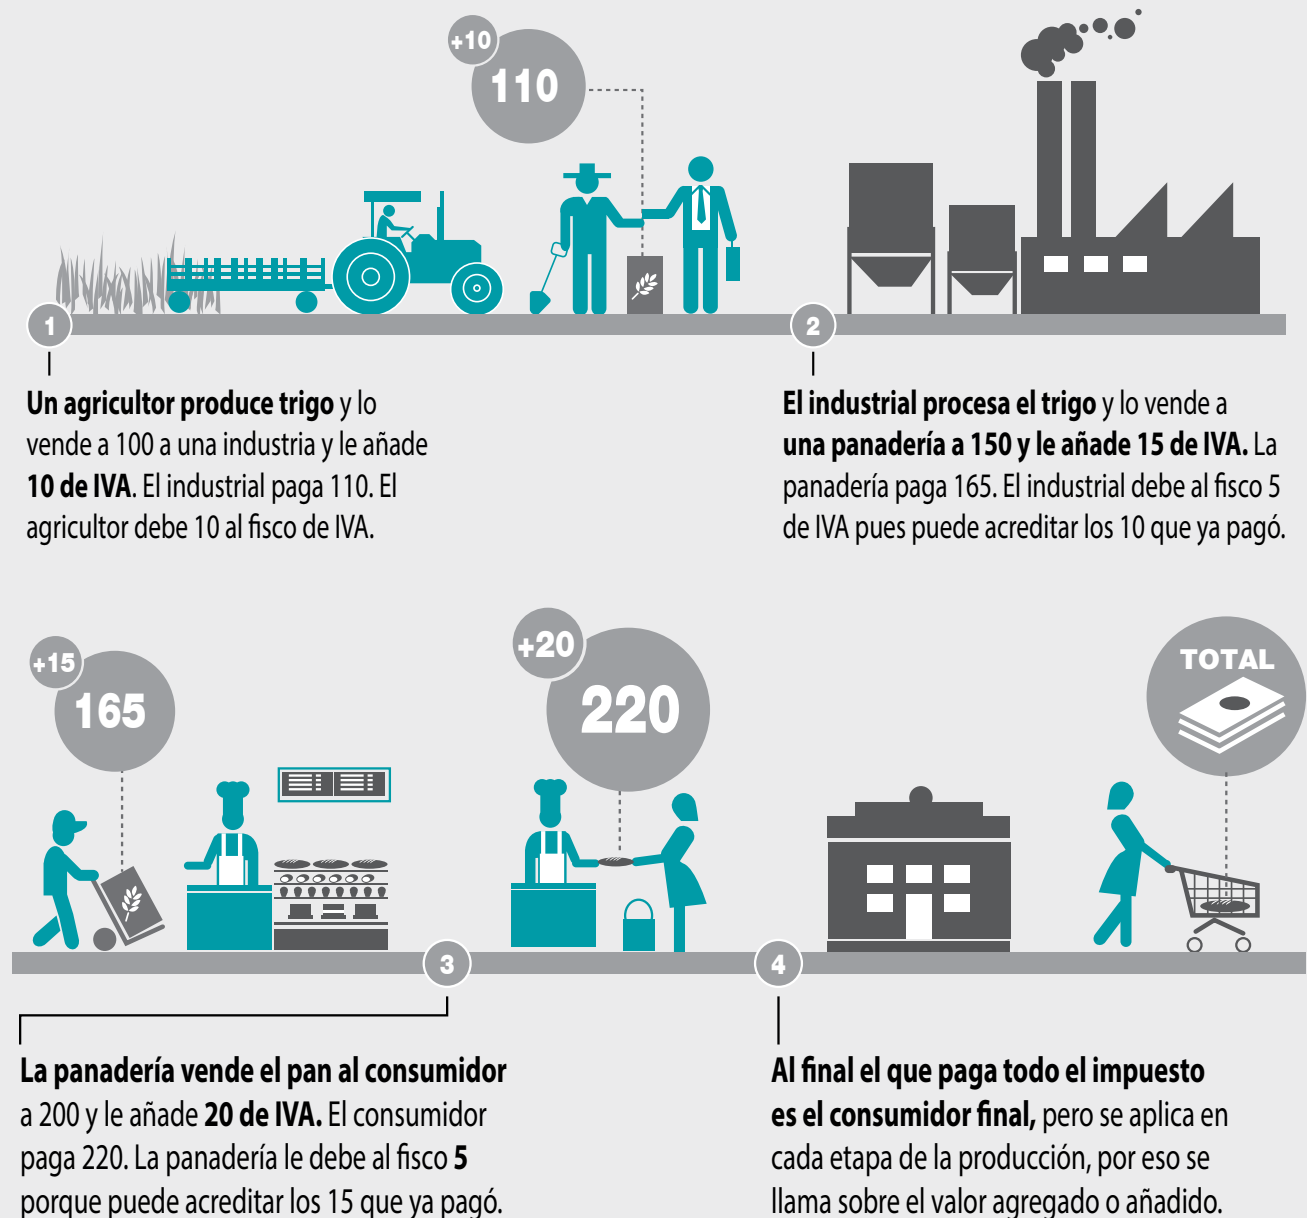 +10
110
1
2
Un agricultor produce trigo y lo
vende a 100 a una industria y le añade
10 de IVA. El industrial paga 110. El
agricultor debe 10 al fisco de IVA.
El industrial procesa el trigo y lo vende a
una panadería a 150 y le añade 15 de IVA. La
panadería paga 165. El industrial debe al fisco 5
de IVA pues puede acreditar los 10 que ya pagó.
+15
165
+20
220
TOTAL
3
4
La panadería vende el pan al consumidor
a 200 y le añade 20 de IVA. El consumidor
paga 220. La panadería le debe al fisco 5
porque puede acreditar los 15 que ya pagó.
Al final el que paga todo el impuesto
es el consumidor final, pero se aplica en
cada etapa de la producción, por eso se
llama sobre el valor agregado o añadido.